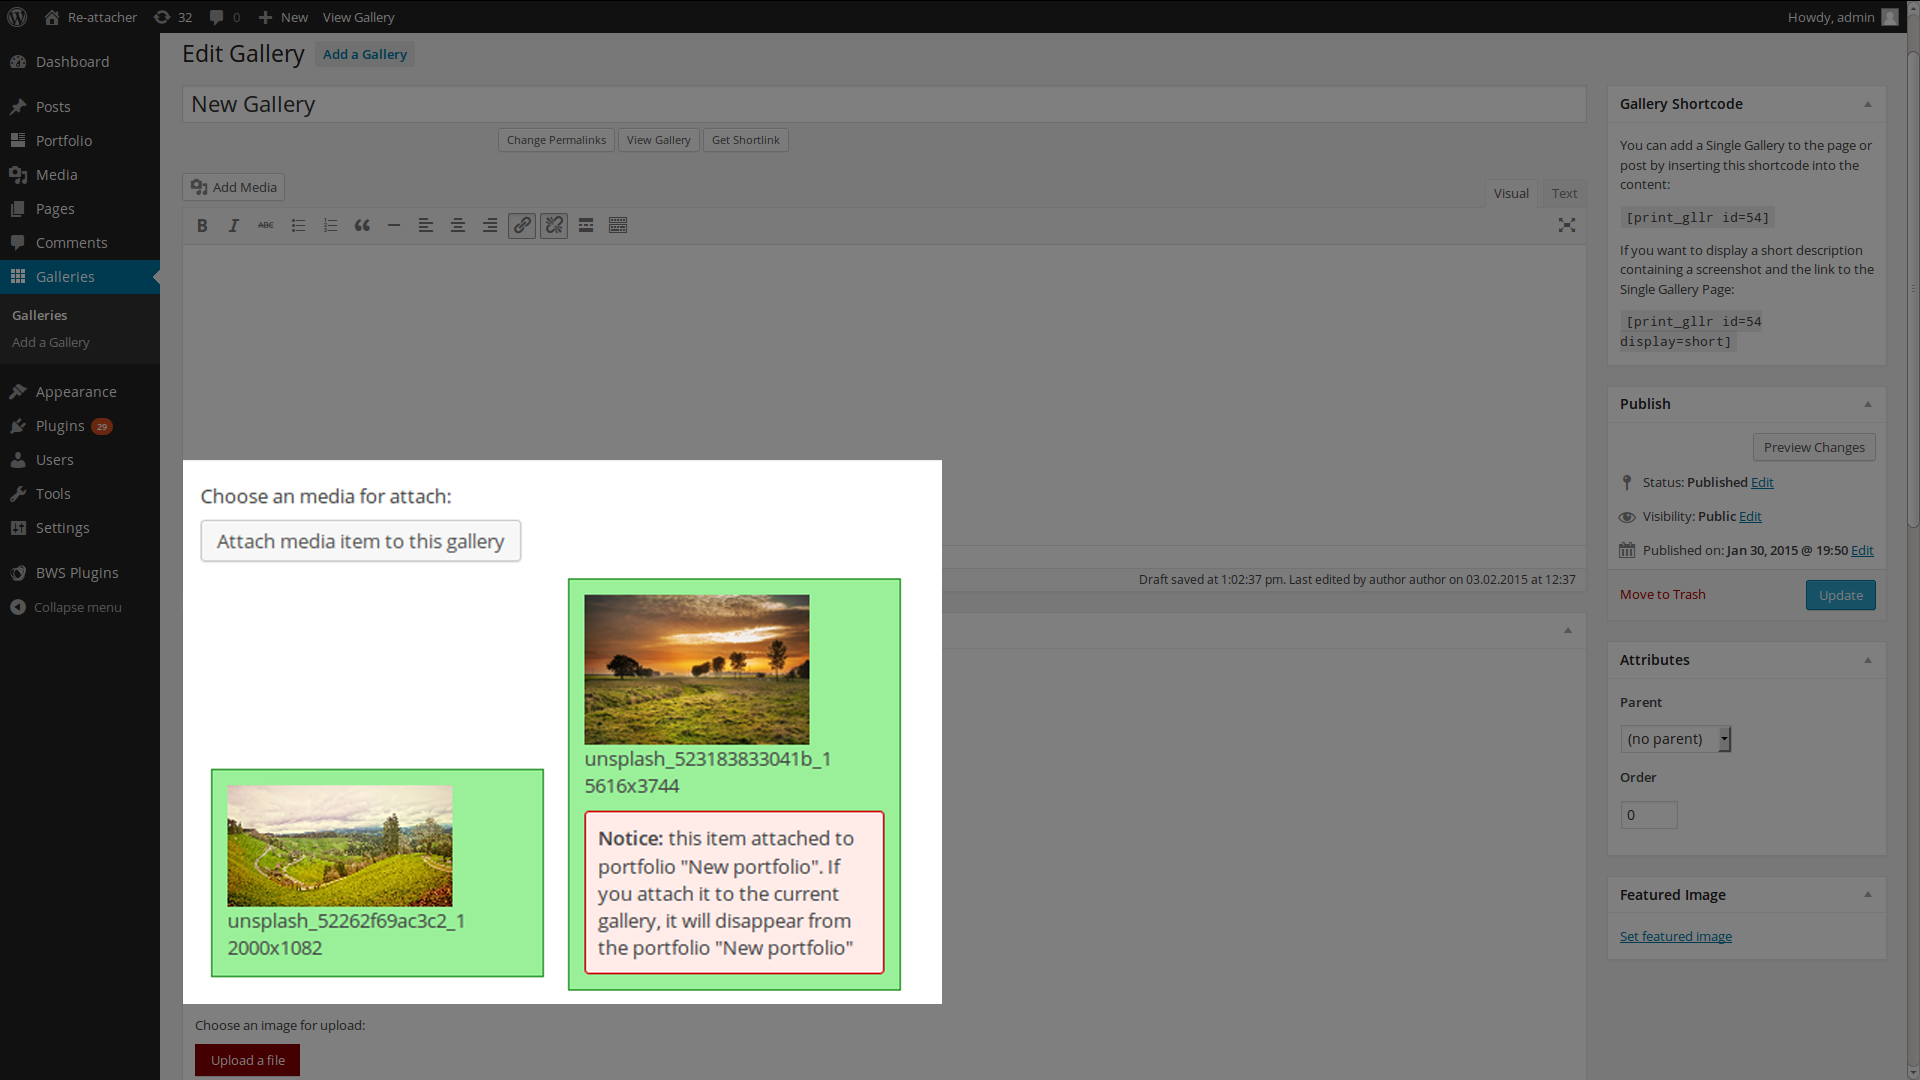 Re-attacher
32
0
New
View Gallery
Howdy, admin
Dashboard
Posts
Portfolio
Media
Pages
Comments
Galleries
Galleries
Add a Gallery
Appearance
Plugins 29
Users
Tools
Settings
BWS Plugins
Collapse menu
Edit Gallery
Add a Gallery
New Gallery
Change Permalinks
View Gallery
Get Shortlink
Add Media
Visual
Text
B I ABC
Draft saved at 1:02:37 pm. Last edited by author author on 03.02.2015 at 12:37
Choose an media for attach:
Attach media item to this gallery
unsplash_52262f69ac3c2_1
2000x1082
unsplash_523183833041b_1
5616x3744
Notice: this item attached to
portfolio "New portfolio". If
you attach it to the current
gallery, it will disappear from
the portfolio "New portfolio"
Choose an image for upload:
Upload a file
Gallery Shortcode
You can add a Single Gallery to the page or
post by inserting this shortcode into the
content:
[print_gllr id=54]
If you want to display a short description
containing a screenshot and the link to the
Single Gallery Page:
[print_gllr id=54
display=short]
Publish
Preview Changes
Status: Published Edit
Visibility: Public Edit
Published on: Jan 30, 2015 @ 19:50 Edit
Move to Trash
Update
Attributes
Parent
(no parent)
Order
0
Featured Image
Set featured image